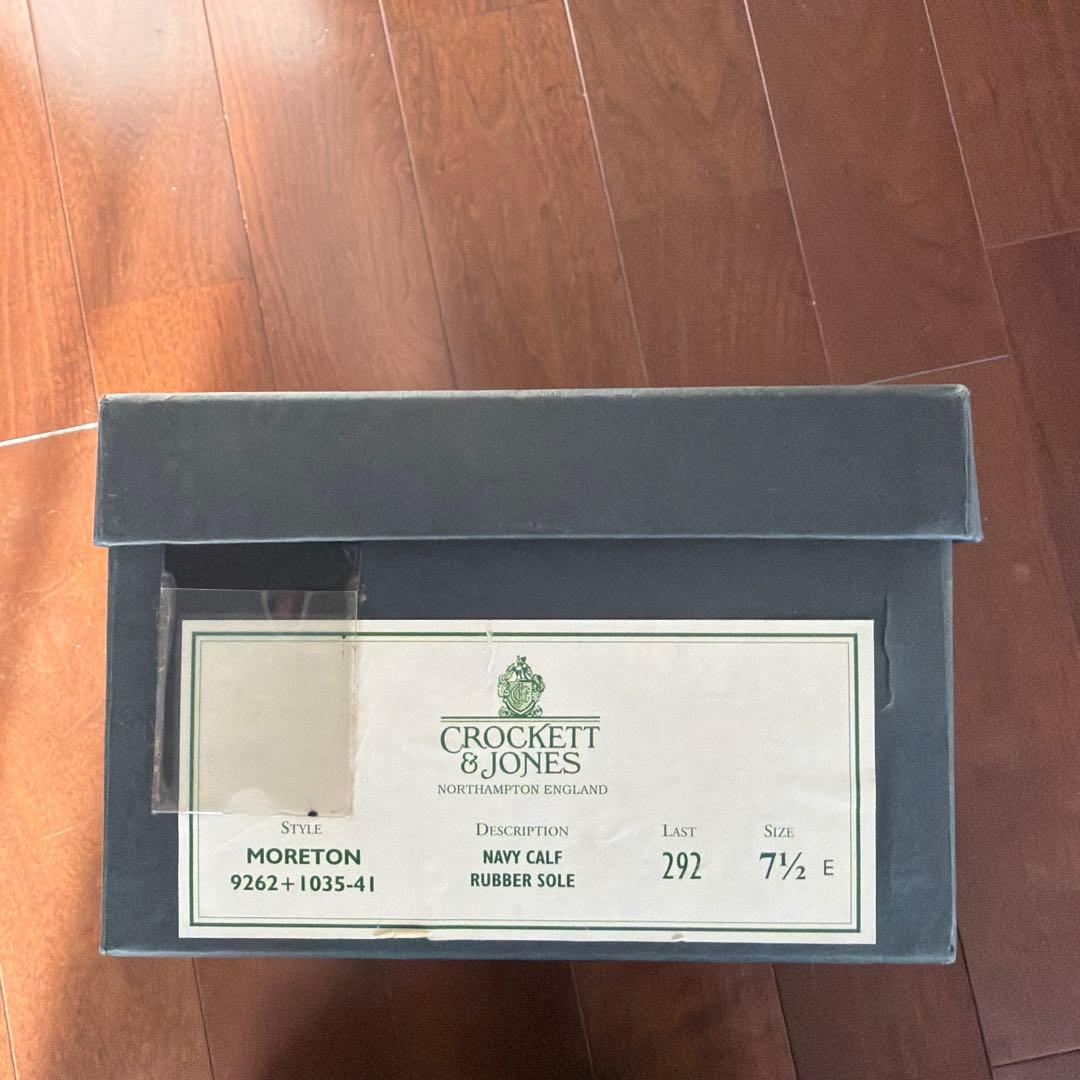 CROCKETT
& JONES
NORTHAMPTON ENGLAND
STYLE
MORETON
9262+1035-41
DESCRIPTION
NAVY CALF
RUBBER SOLE
LAST
292
SIZE
7½ E